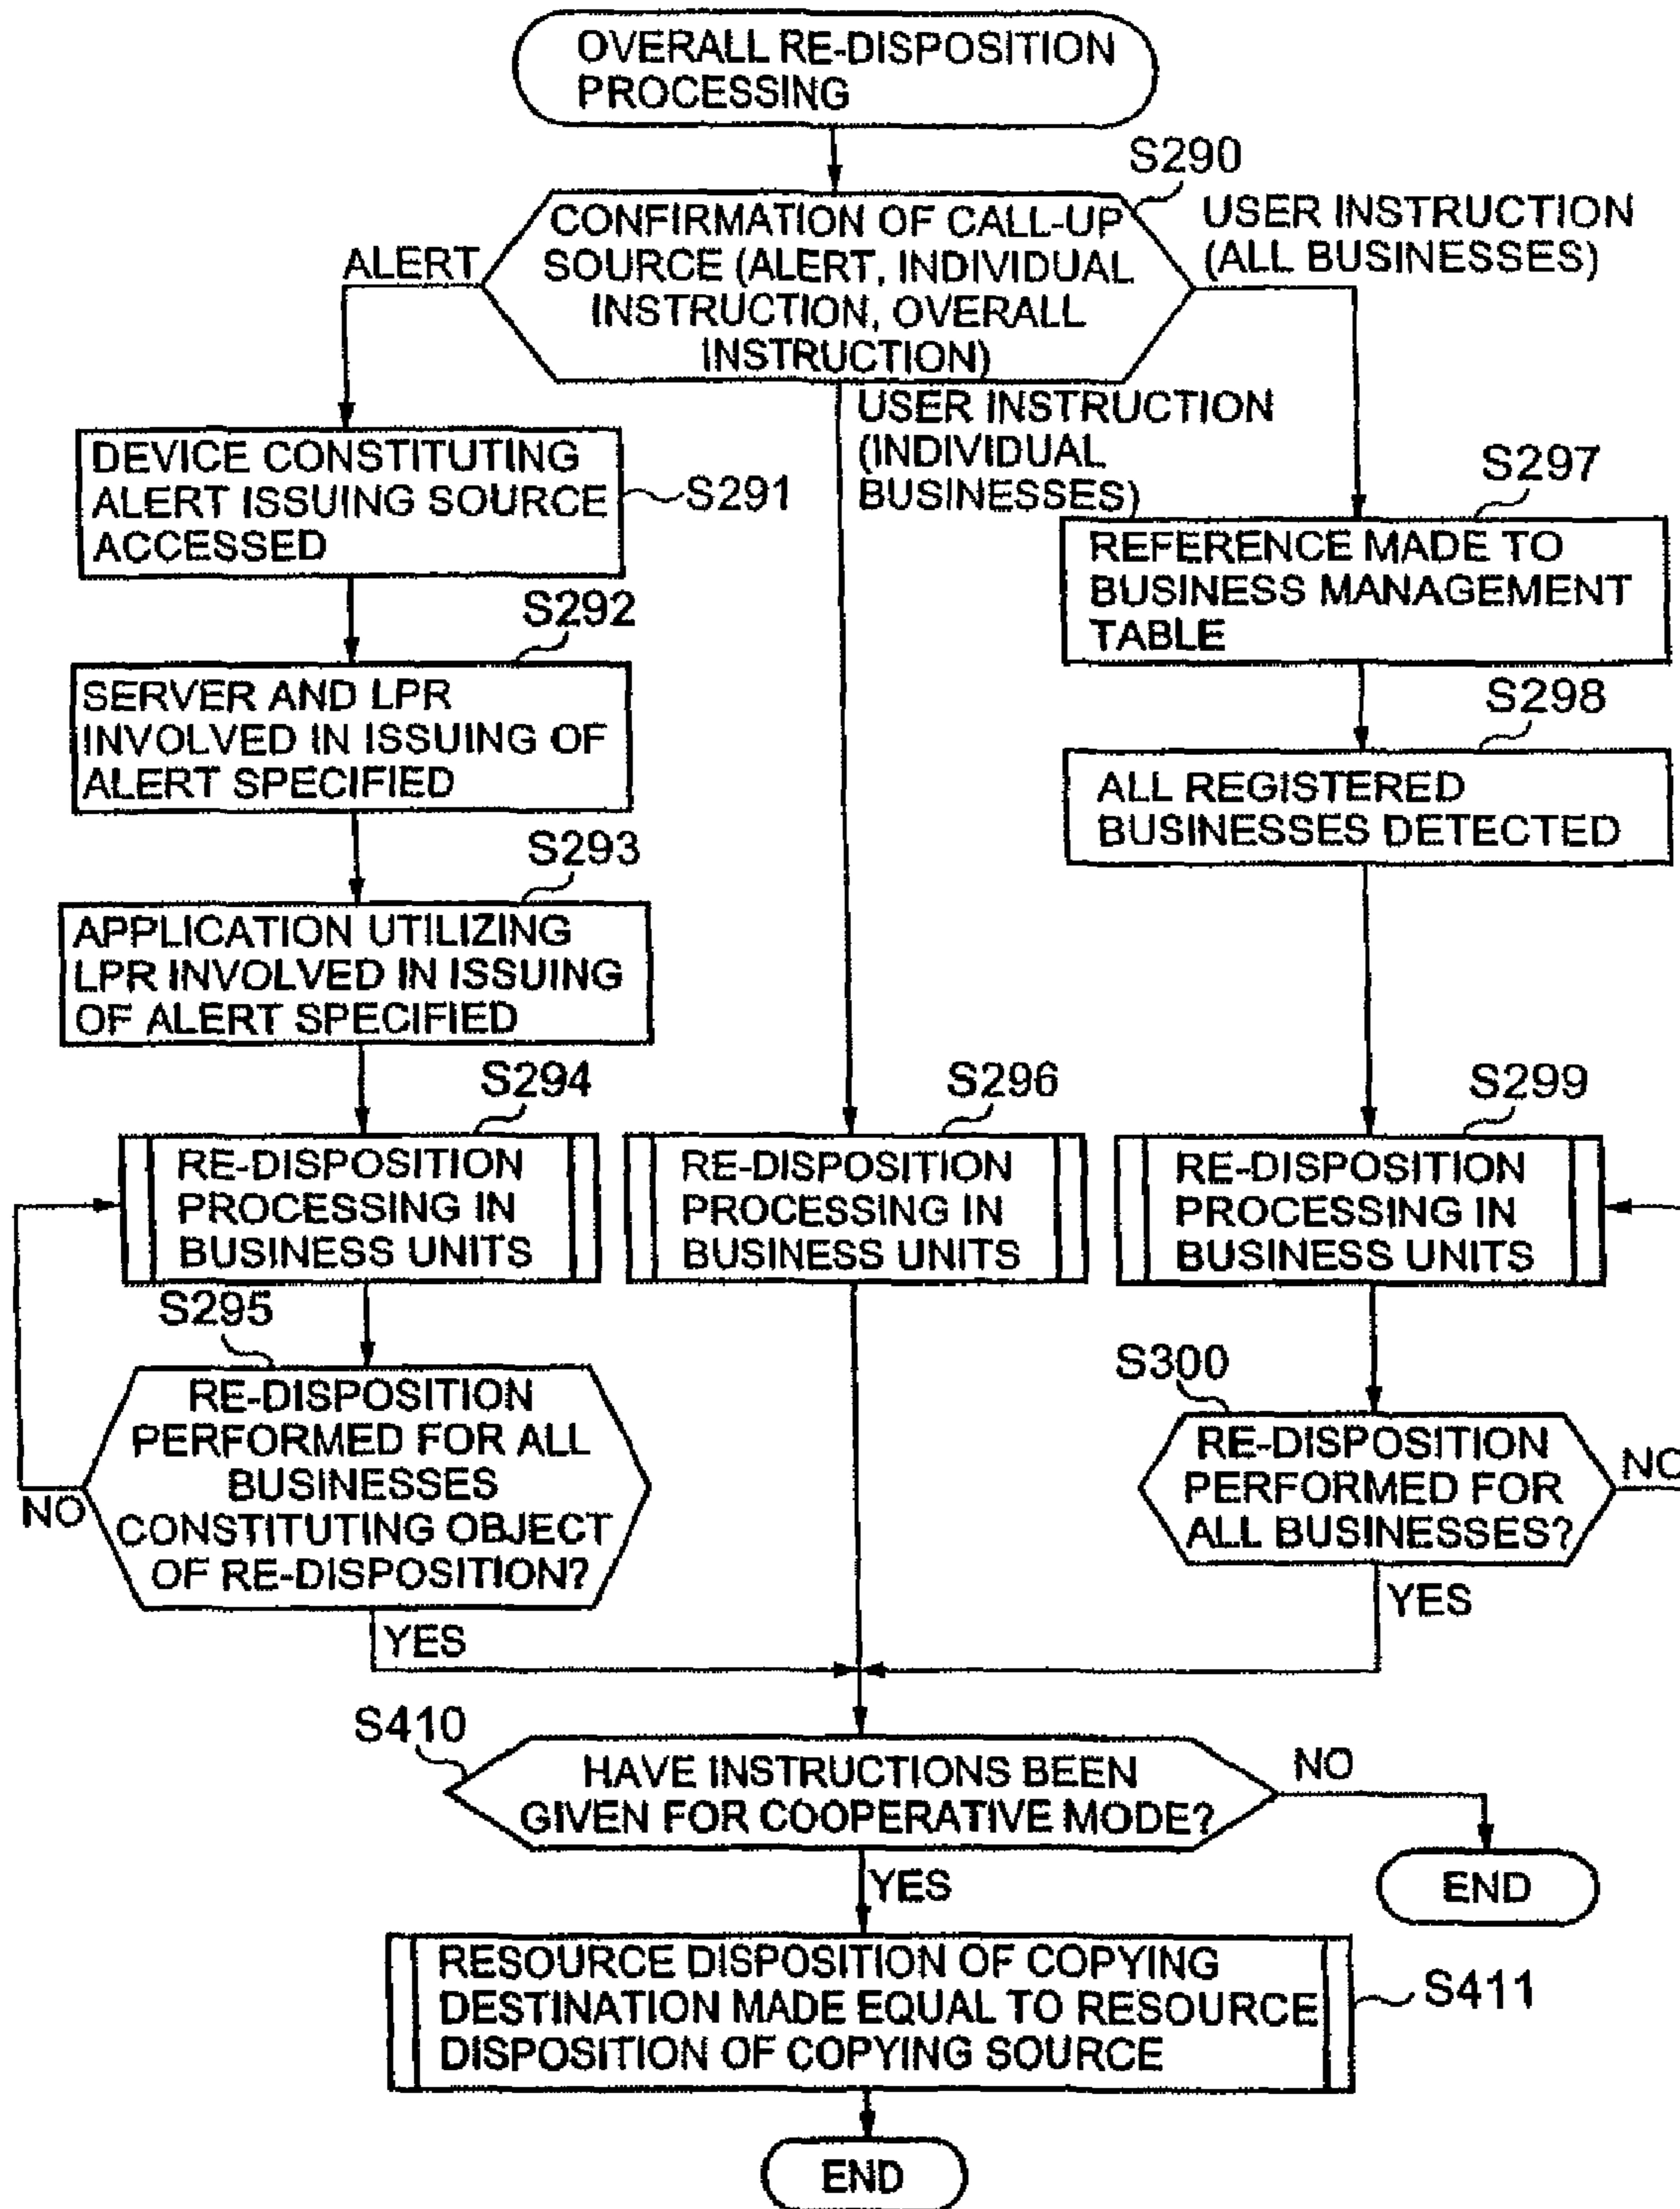 OVERALL RE-DISPOSITION
PROCESSING
S290
CONFIRMATION OF CALL-UP
SOURCE (ALERT, INDIVIDUAL
INSTRUCTION, OVERALL
INSTRUCTION)
ALERT
USER INSTRUCTION
(ALL BUSINESSES)
USER INSTRUCTION
(INDIVIDUAL
BUSINESSES)
DEVICE CONSTITUTING
ALERT ISSUING SOURCE
ACCESSED
S291
S292
SERVER AND LPR
INVOLVED IN ISSUING OF
ALERT SPECIFIED
S293
APPLICATION UTILIZING
LPR INVOLVED IN ISSUING
OF ALERT SPECIFIED
S297
REFERENCE MADE TO
BUSINESS MANAGEMENT
TABLE
S298
ALL REGISTERED
BUSINESSES DETECTED
S294
RE-DISPOSITION
PROCESSING IN
BUSINESS UNITS
S296
RE-DISPOSITION
PROCESSING IN
BUSINESS UNITS
S299
RE-DISPOSITION
PROCESSING IN
BUSINESS UNITS
S295
RE-DISPOSITION
PERFORMED FOR ALL
BUSINESSES
CONSTITUTING OBJECT
OF RE-DISPOSITION?
NO
YES
S300
RE-DISPOSITION
PERFORMED FOR
ALL BUSINESSES?
NO
YES
S410
HAVE INSTRUCTIONS BEEN
GIVEN FOR COOPERATIVE MODE?
NO
END
YES
RESOURCE DISPOSITION OF COPYING
DESTINATION MADE EQUAL TO RESOURCE
DISPOSITION OF COPYING SOURCE
S411
END